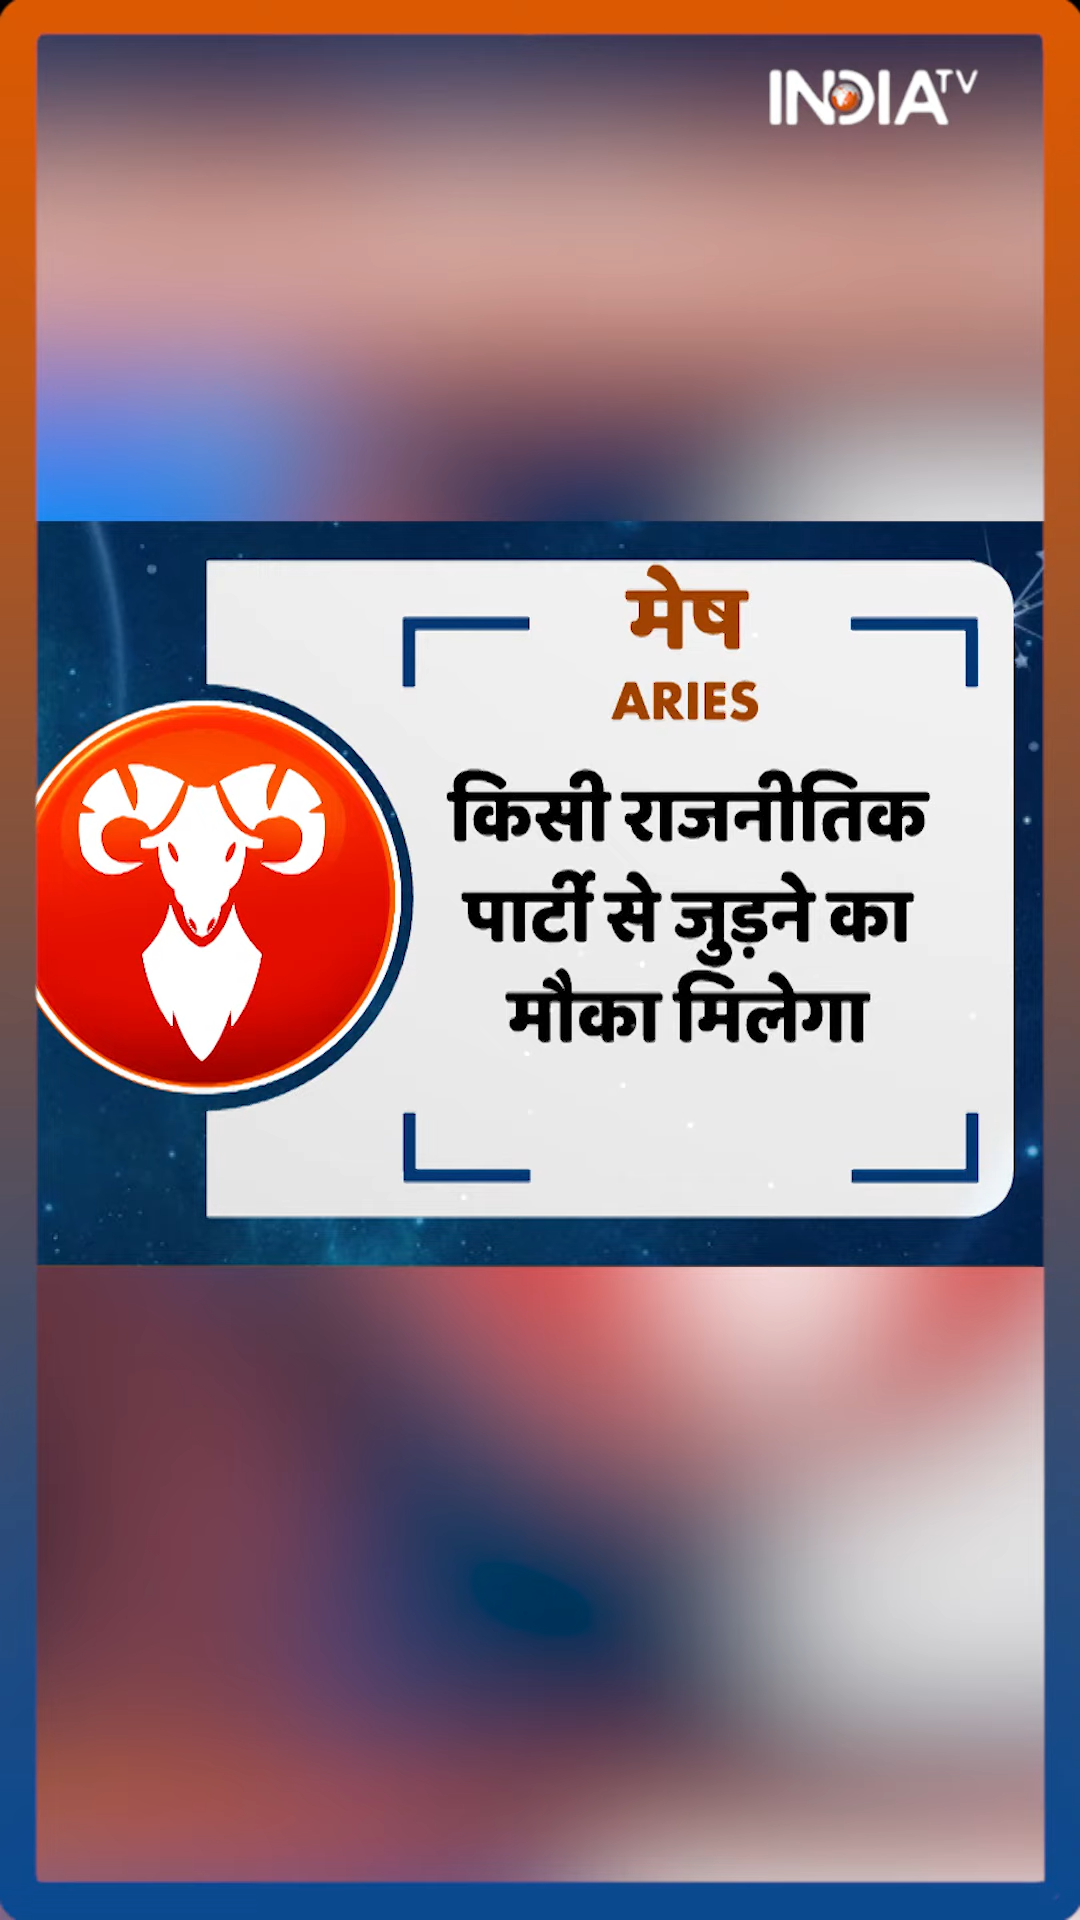 INDIA TV
मेष
ARIES
किसी राजनीतिक
पार्टी से जुड़ने का
मौका मिलेगा